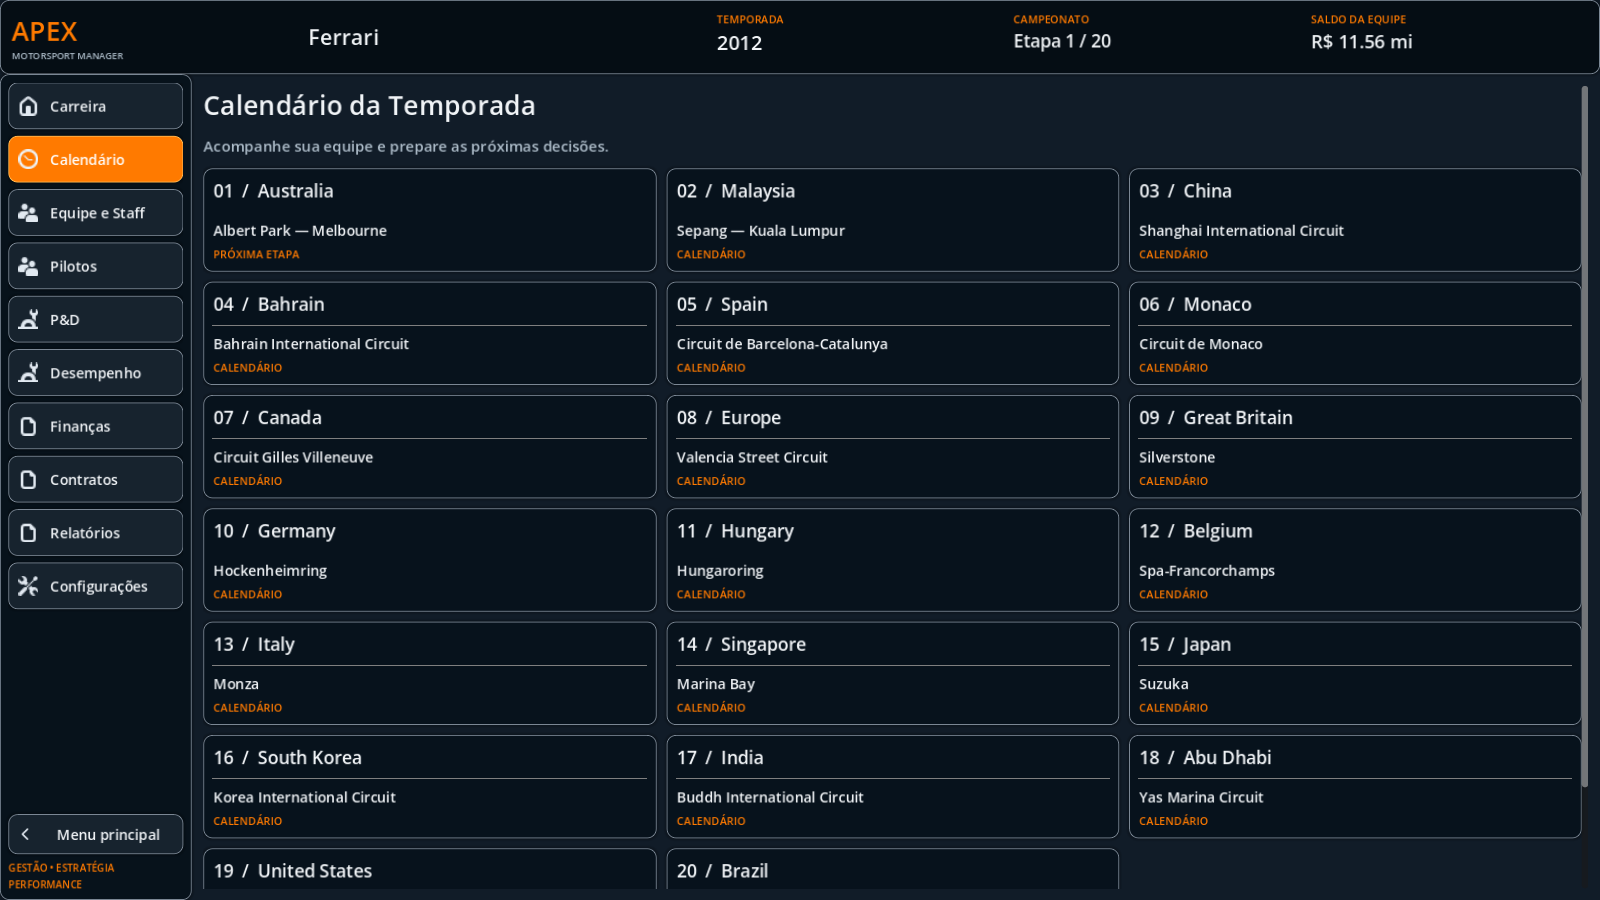 APEX
MOTORSPORT MANAGER
Ferrari
TEMPORADA
2012
CAMPEONATO
Etapa 1 / 20
SALDO DA EQUIPE
R$ 11.56 mi
Carreira
Calendário
Equipe e Staff
Pilotos
P&D
Desempenho
Finanças
Contratos
Relatórios
Configurações
Menu principal
GESTÃO • ESTRATÉGIA
PERFORMANCE
Calendário da Temporada
Acompanhe sua equipe e prepare as próximas decisões.
01 / Australia
Albert Park — Melbourne
PRÓXIMA ETAPA
02 / Malaysia
Sepang — Kuala Lumpur
CALENDÁRIO
03 / China
Shanghai International Circuit
CALENDÁRIO
04 / Bahrain
Bahrain International Circuit
CALENDÁRIO
05 / Spain
Circuit de Barcelona-Catalunya
CALENDÁRIO
06 / Monaco
Circuit de Monaco
CALENDÁRIO
07 / Canada
Circuit Gilles Villeneuve
CALENDÁRIO
08 / Europe
Valencia Street Circuit
CALENDÁRIO
09 / Great Britain
Silverstone
CALENDÁRIO
10 / Germany
Hockenheimring
CALENDÁRIO
11 / Hungary
Hungaroring
CALENDÁRIO
12 / Belgium
Spa-Francorchamps
CALENDÁRIO
13 / Italy
Monza
CALENDÁRIO
14 / Singapore
Marina Bay
CALENDÁRIO
15 / Japan
Suzuka
CALENDÁRIO
16 / South Korea
Korea International Circuit
CALENDÁRIO
17 / India
Buddh International Circuit
CALENDÁRIO
18 / Abu Dhabi
Yas Marina Circuit
CALENDÁRIO
19 / United States
20 / Brazil